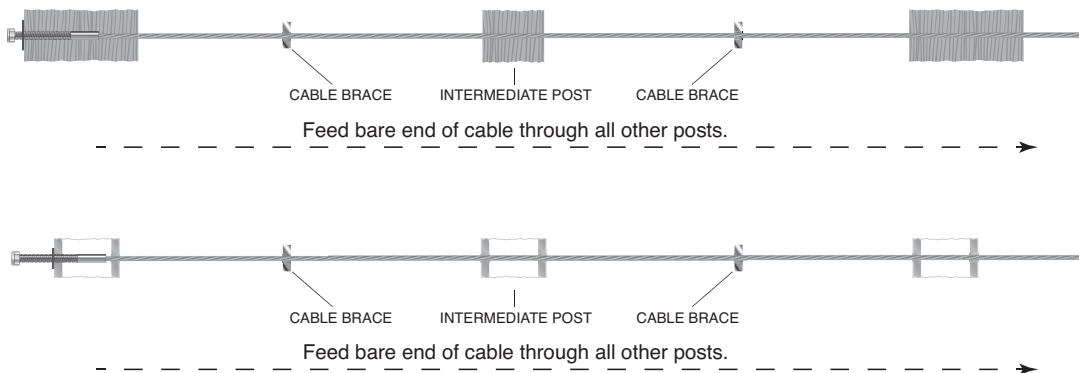 CABLE BRACE INTERMEDIATE POST CABLE BRACE
Feed bare end of cable through all other posts.
CABLE BRACE INTERMEDIATE POST CABLE BRACE
Feed bare end of cable through all other posts.